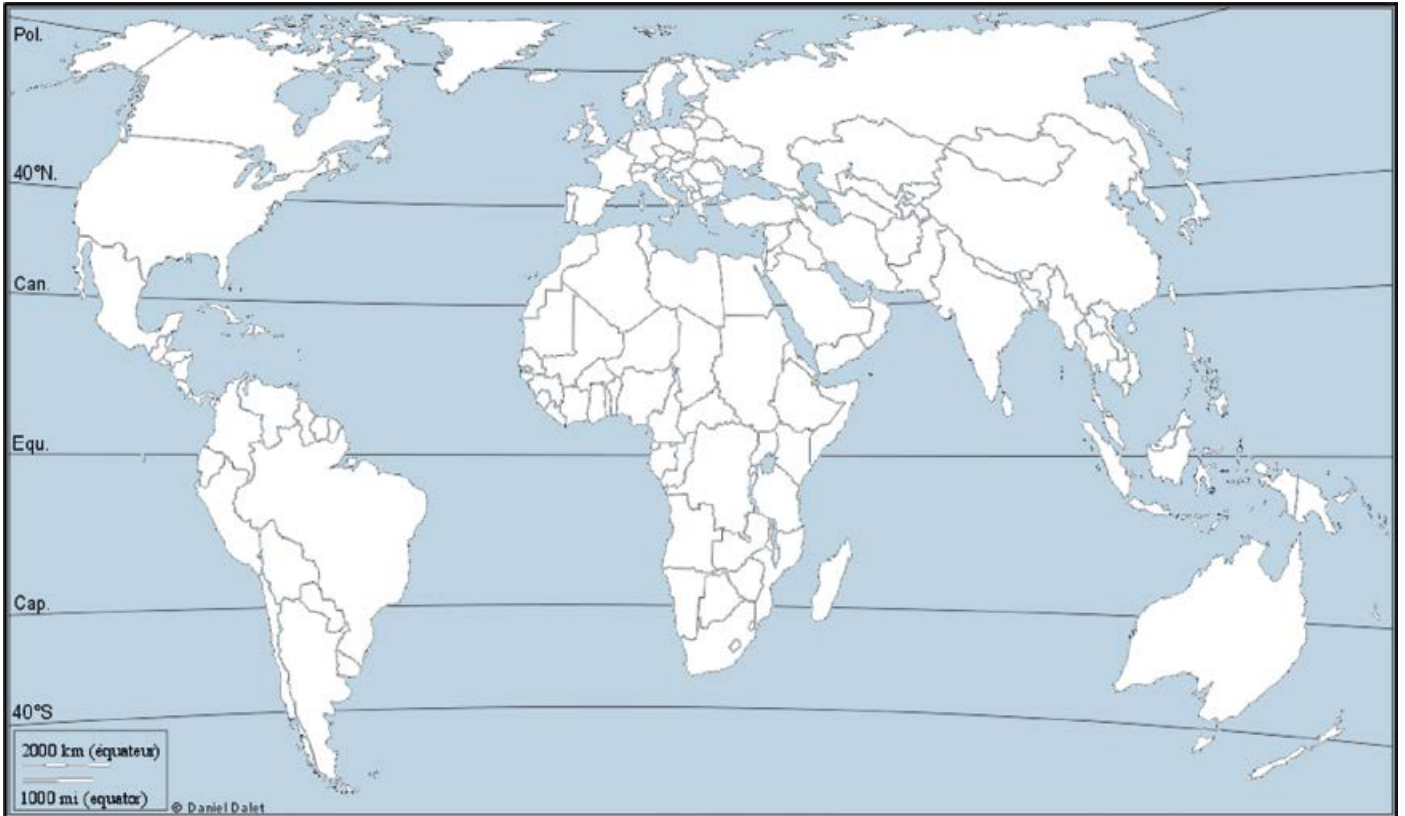 Pol.
40°N.
Can.
Equ.
Cap.
40°S
2000 km (équateur)
1000 mi (equator)
© Daniel Dalet